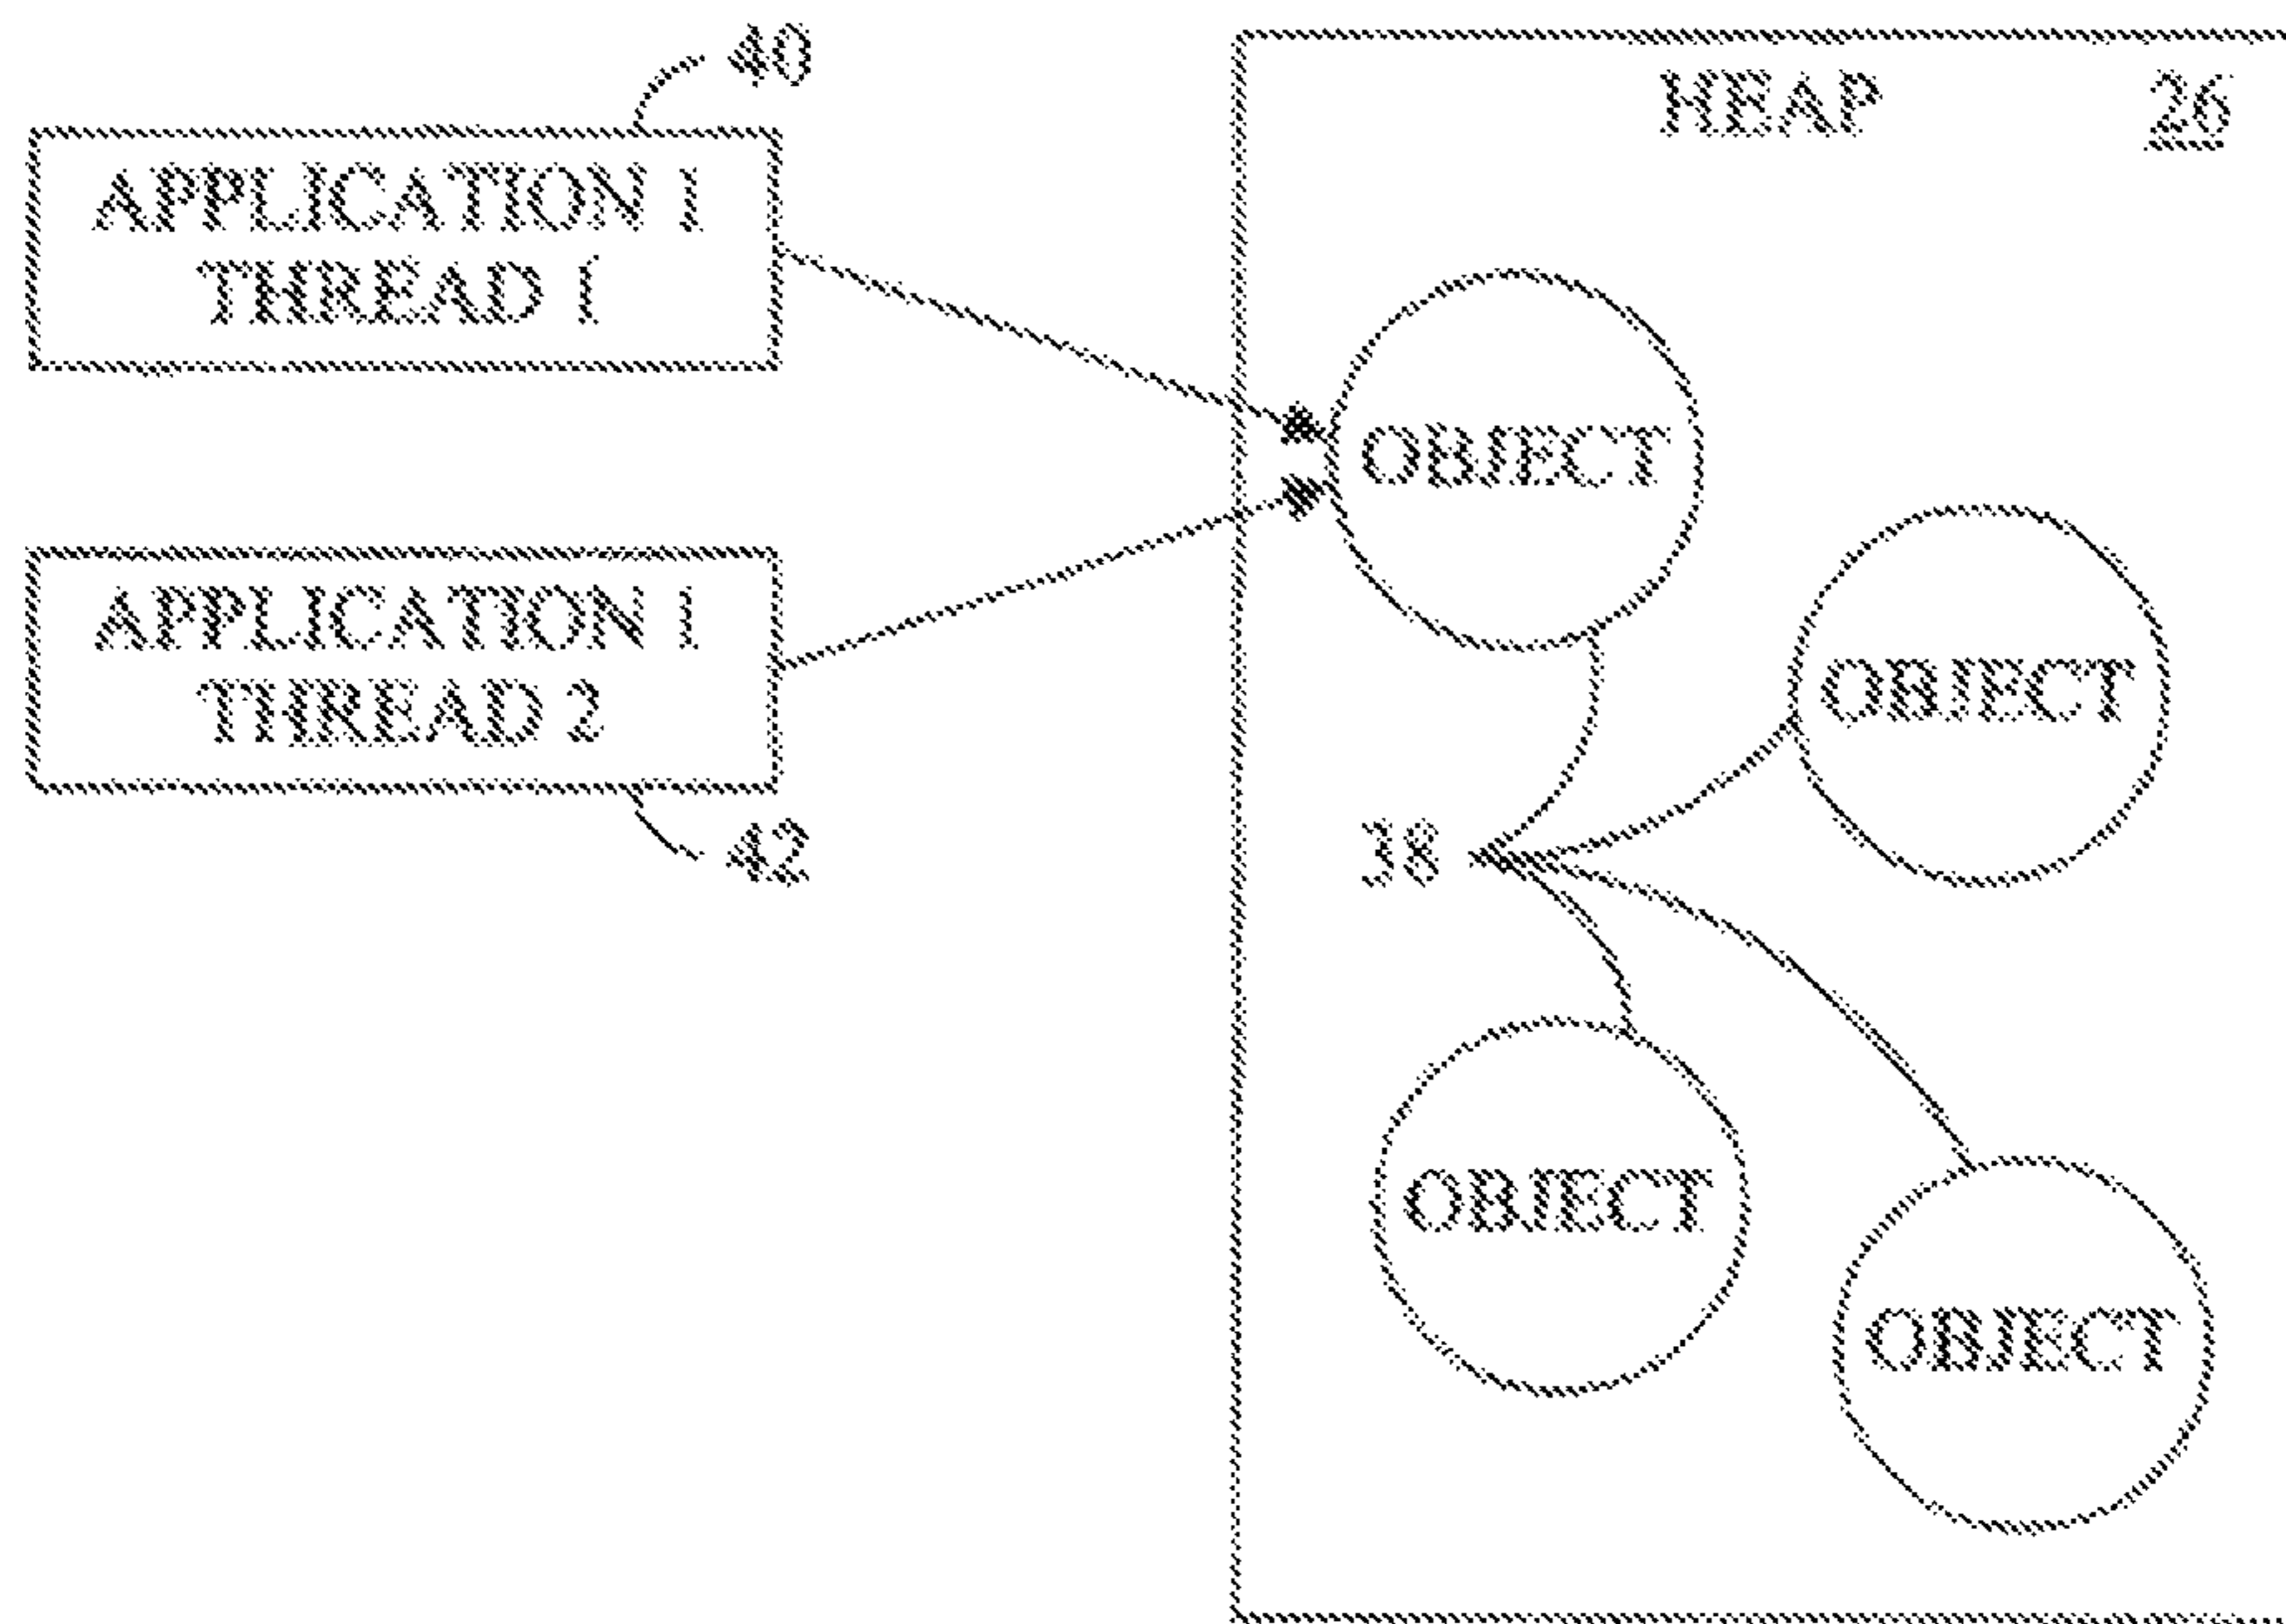 40
APPLICATION 1
THREAD 1
HEAP 26
OBJECT
APPLICATION 1
THREAD 2
42
OBJECT
38
OBJECT
OBJECT